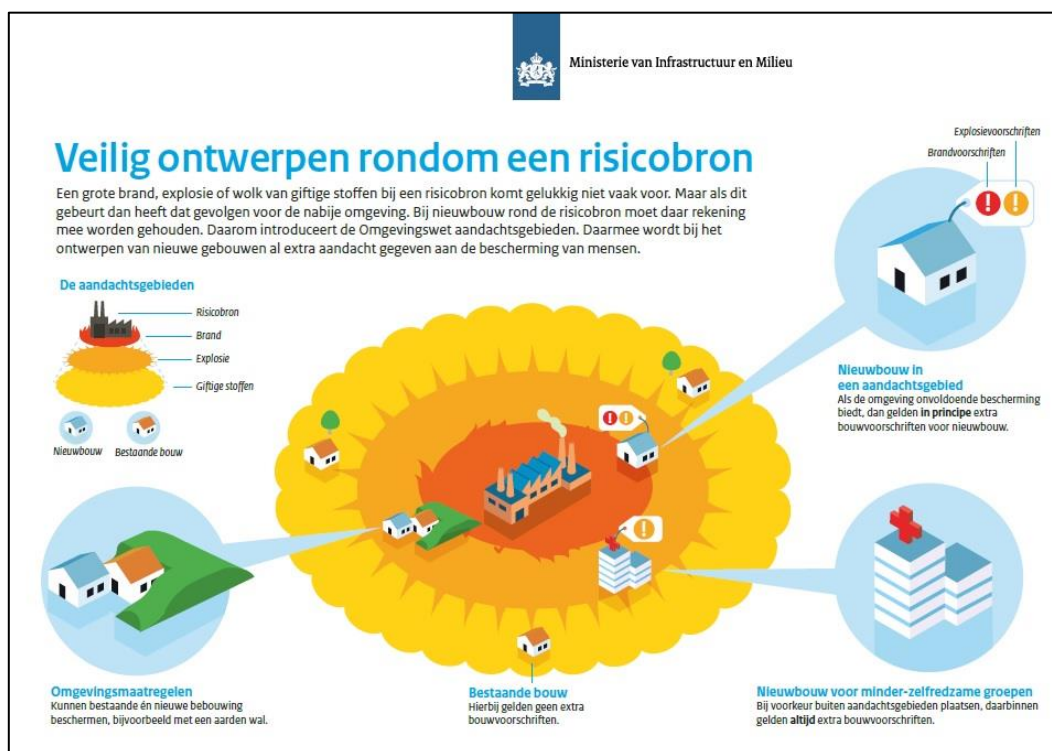 Ministerie van Infrastructuur en Milieu
Veilig ontwerpen rondom een risicobron
Een grote brand, explosie of wolk van giftige stoffen bij een risicobron komt gelukkig niet vaak voor. Maar als dit
gebeurt dan heeft dat gevolgen voor de nabije omgeving. Bij nieuwbouw rond de risicobron moet daar rekening
mee worden gehouden. Daarom introduceert de Omgevingswet aandachtsgebieden. Daarmee wordt bij het
ontwerpen van nieuwe gebouwen al extra aandacht gegeven aan de bescherming van mensen.
Explosievoorschriften
Brandvoorschriften
De aandachtsgebieden
Risicobron
Brand
Explosie
Giftige stoffen
Nieuwbouw
Bestaande bouw
Nieuwbouw in
een aandachtsgebied
Als de omgeving onvoldoende bescherming
biedt, dan gelden in principe extra
bouwvoorschriften voor nieuwbouw.
Omgevingsmaatregelen
Kunnen bestaande én nieuwe bebouwing
beschermen, bijvoorbeeld met een aarden wal.
Bestaande bouw
Hierbij gelden geen extra
bouwvoorschriften.
Nieuwbouw voor minder-zelfredzame groepen
Bij voorkeur buiten aandachtsgebieden plaatsen, daarbinnen
gelden altijd extra bouwvoorschriften.